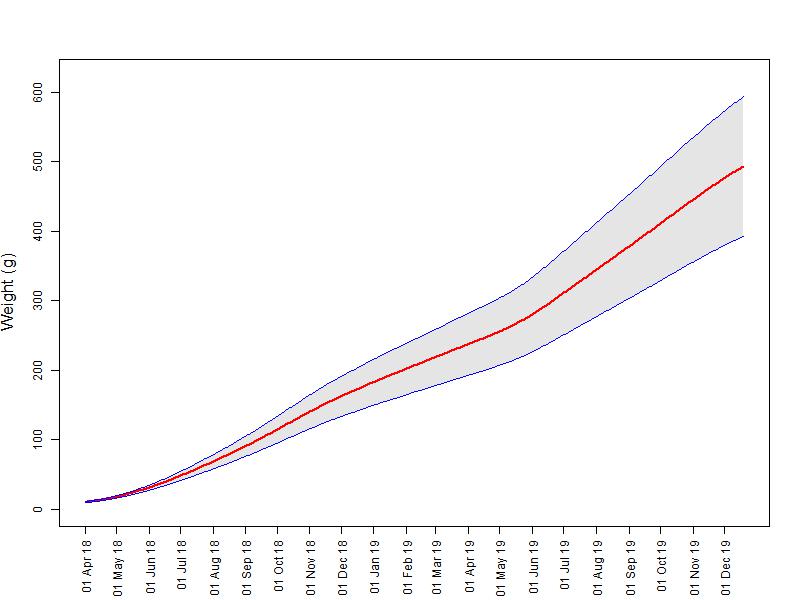 600
500
400
300
200
100
0
Weight (g)
01 Apr 18
01 May 18
01 Jun 18
01 Jul 18
01 Aug 18
01 Sep 18
01 Oct 18
01 Nov 18
01 Dec 18
01 Jan 19
01 Feb 19
01 Mar 19
01 Apr 19
01 May 19
01 Jun 19
01 Jul 19
01 Aug 19
01 Sep 19
01 Oct 19
01 Nov 19
01 Dec 19